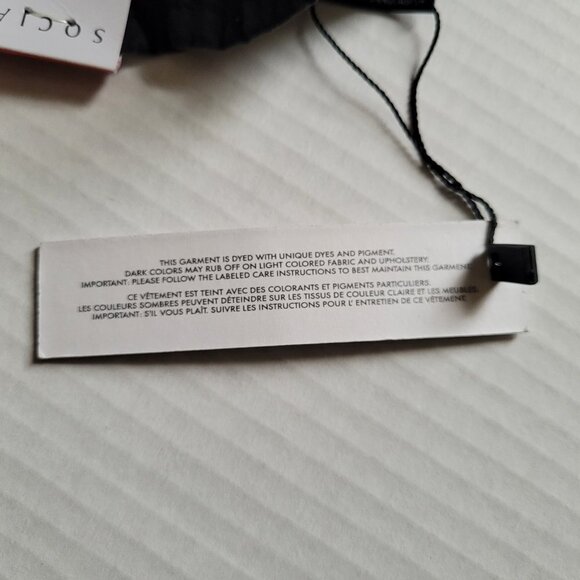 SOCIA
THIS GARMENT IS DYED WITH UNIQUE DYES AND PIGMENT.
DARK COLORS MAY RUB OFF ON LIGHT COLORED FABRIC AND UPHOLSTERY.
IMPORTANT: PLEASE FOLLOW THE LABELED CARE INSTRUCTIONS TO BEST MAINTAIN THIS GARMENT
CE VÊTEMENT EST TEINT AVEC DES COLORANTS ET PIGMENTS PARTICULIERS.
LES COULEURS SOMBRES PEUVENT DÉTEINDRE SUR LES TISSUS DE COULEUR CLAIRE ET LES MEUBLES.
IMPORTANT: S'IL VOUS PLAÎT. SUIVRE LES INSTRUCTIONS POUR L'ENTRETIEN DE CE VÊTEMENT.